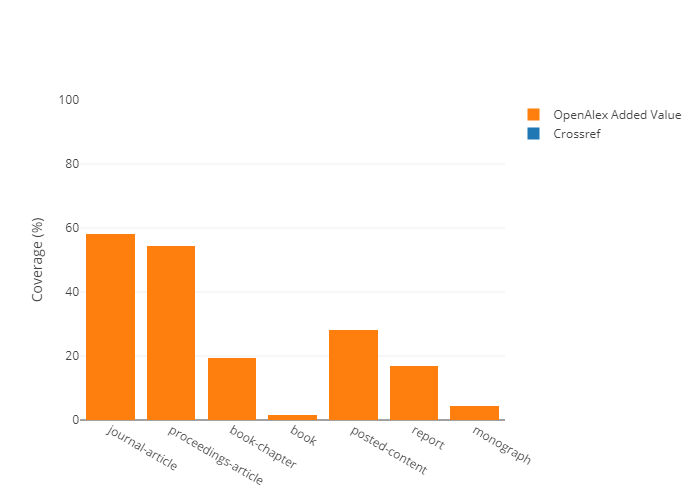 100
80
60
40
20
0
Coverage (%)
journal-article
proceedings-article
book-chapter
book
posted-content
report
monograph
OpenAlex Added Value
Crossref